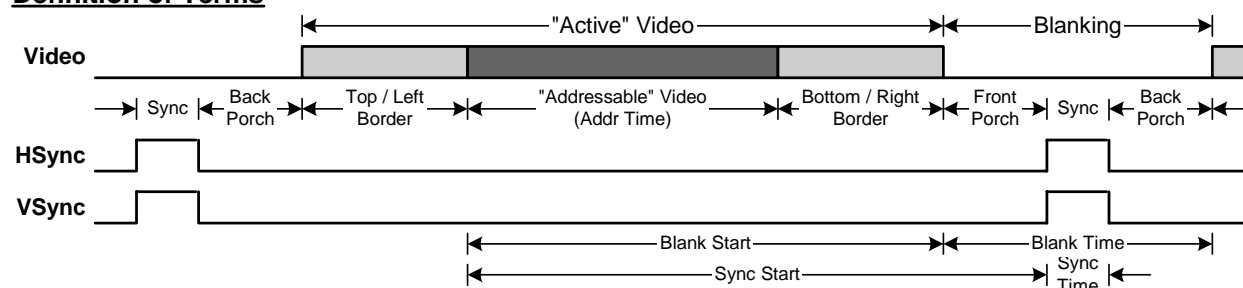 Definition of Terms
"Active" Video Blanking
Video
Sync Back Porch Top / Left Border "Addressable" Video (Addr Time) Bottom / Right Border Front Porch Sync Back Porch
HSync
VSync
Blank Start Blank Time
Sync Start Sync Time